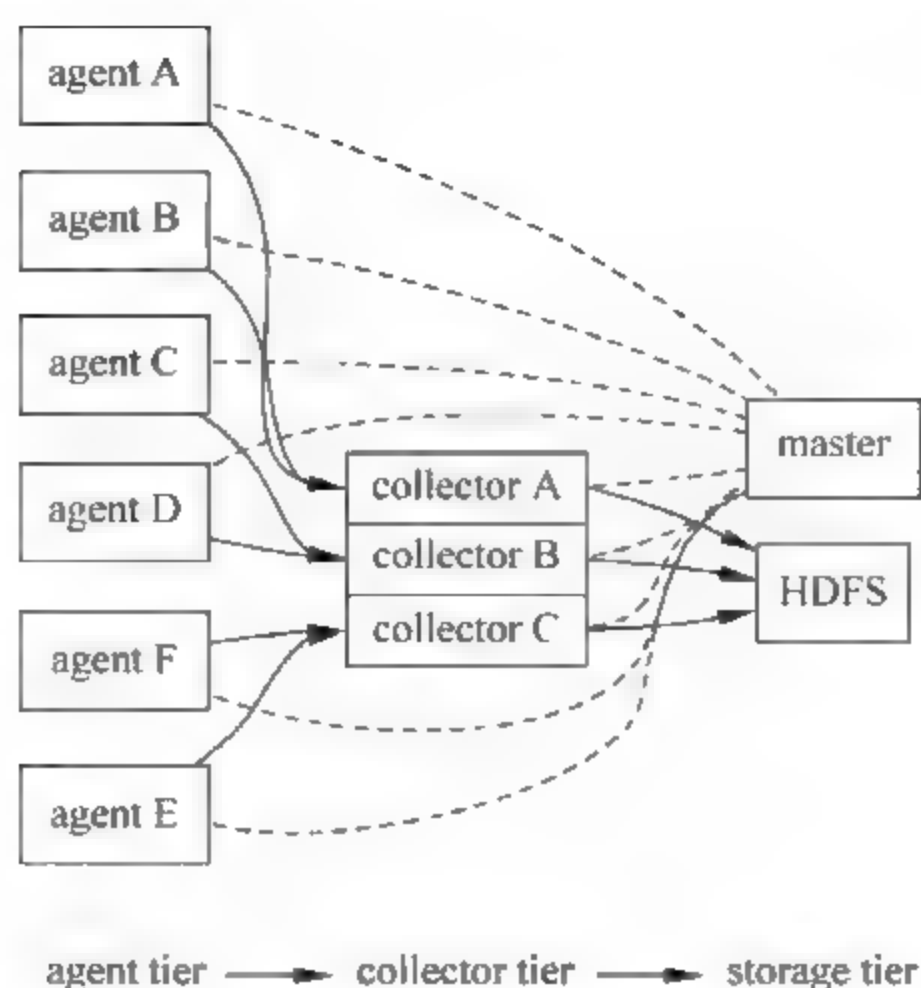 agent A
agent B
agent C
agent D
agent F
agent E
collector A
collector B
collector C
master
HDFS
agent tier collector tier storage tier